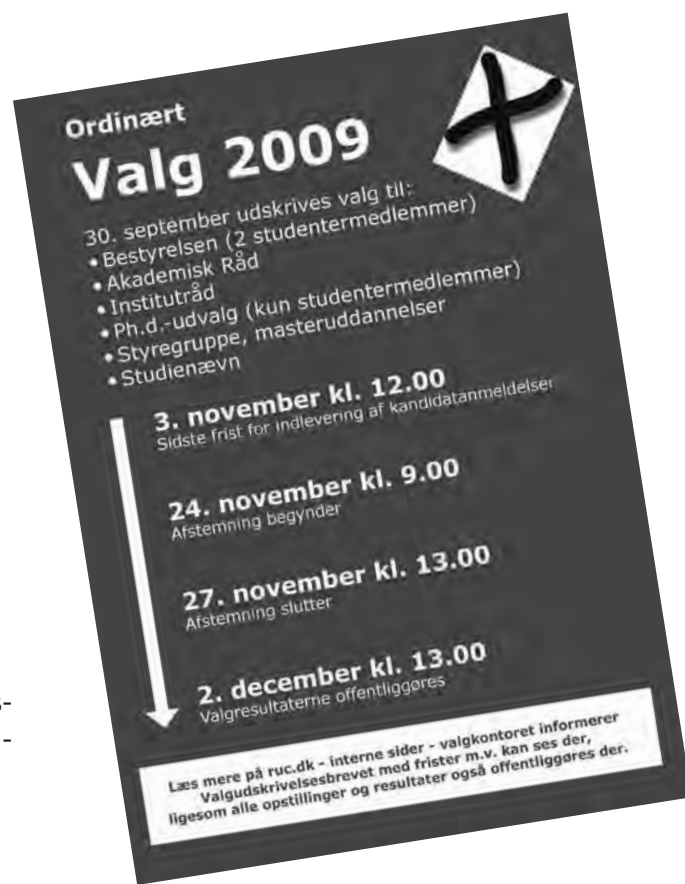 Ordinært
Valg 2009
30. september udskrives valg til:
• Bestyrelsen (2 studentermedlemmer)
• Akademisk Råd
• Institutråd
• Ph.d.-udvalg (kun studentermedlemmer)
• Styregruppe, masteruddannelser
• Studienævn
3. november kl. 12.00
Sidste frist for indlevering af kandidatanmeldelser
24. november kl. 9.00
Afstemning begynder
27. november kl. 13.00
Afstemning slutter
2. december kl. 13.00
Valgresultaterne offentliggøres
Læs mere på ruc.dk - interne sider - valgkontoret informerer
Valgudskrivelsesbrevet med frister m.v. kan ses der,
ligesom alle opstillinger og resultater også offentliggøres der.